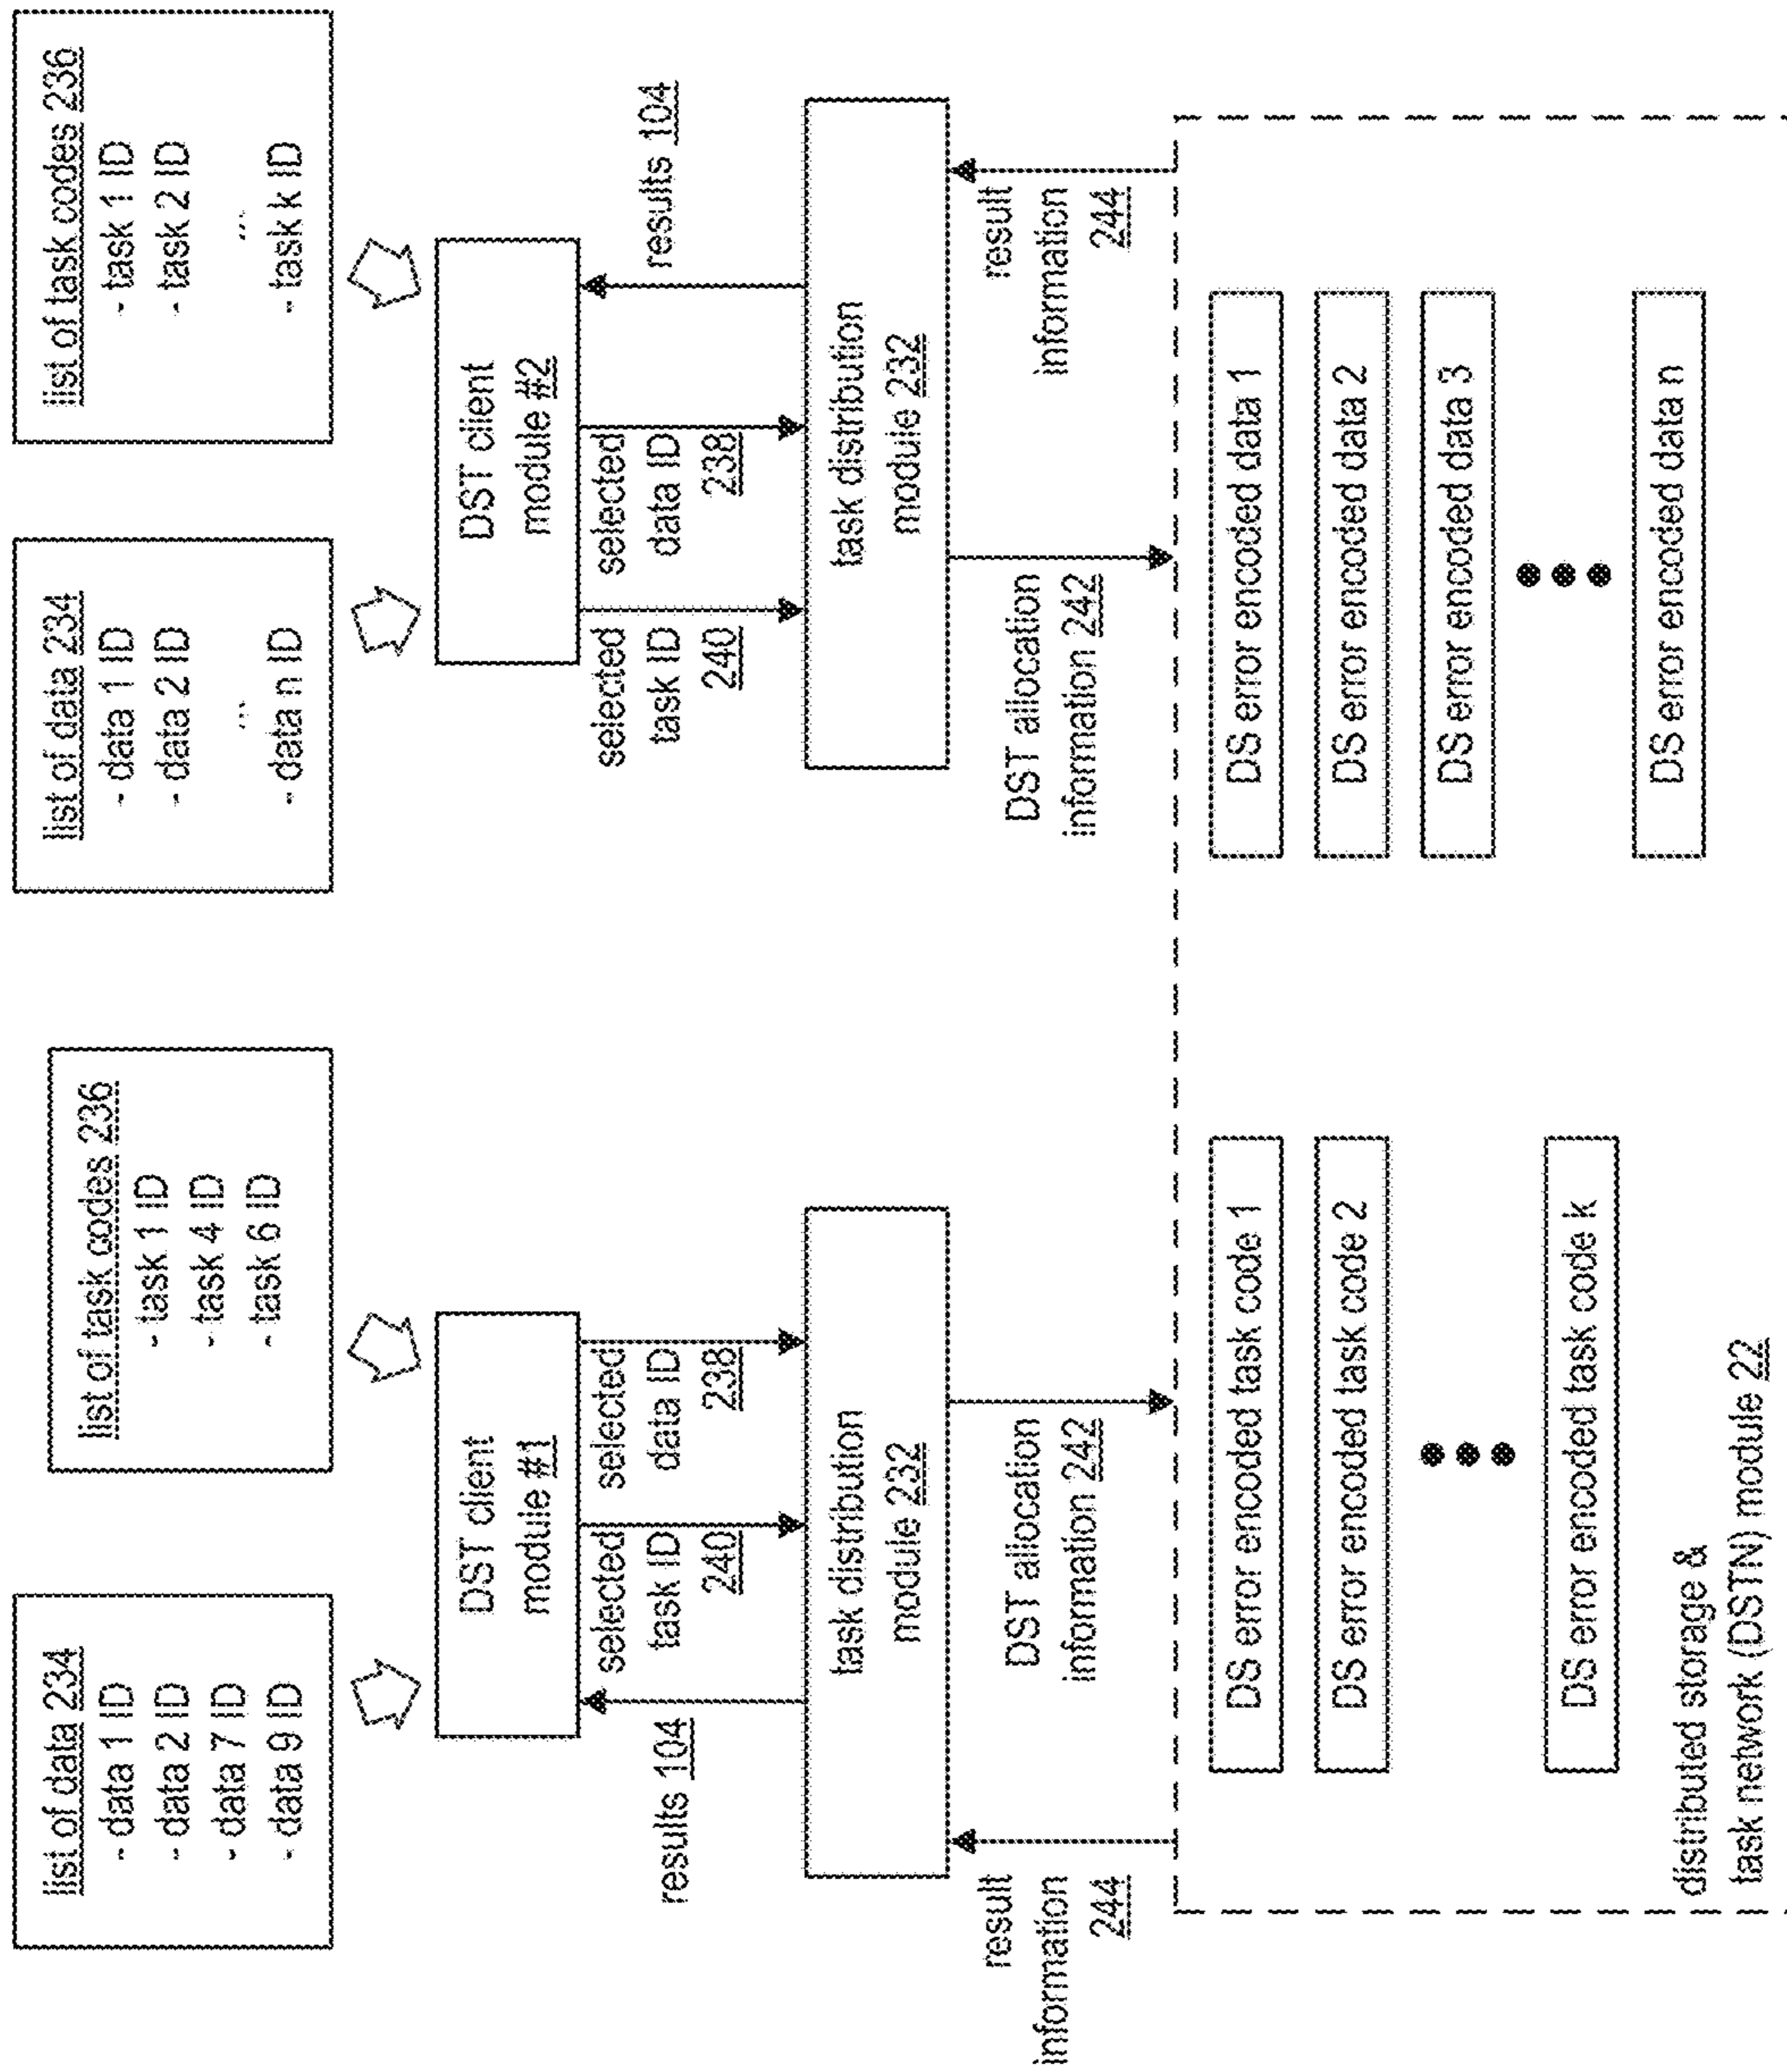 list of data 234
- data 1 ID
- data 2 ID
- data 7 ID
- data 9 ID
list of task codes 236
- task 1 ID
- task 4 ID
- task 6 ID
list of data 234
- data 1 ID
- data 2 ID
...
- data n ID
list of task codes 236
- task 1 ID
- task 2 ID
...
- task k ID
DST client
module #1
DST client
module #2
results 104
selected
task ID
240
selected
data ID
238
selected
task ID
240
selected
data ID
238
results 104
task distribution
module 232
task distribution
module 232
result
information
244
DST allocation
information 242
DST allocation
information 242
result
information
244
DS error encoded task code 1
DS error encoded task code 2
DS error encoded task code k
DS error encoded data 1
DS error encoded data 2
DS error encoded data 3
DS error encoded data n
distributed storage &
task network (DSTN) module 22